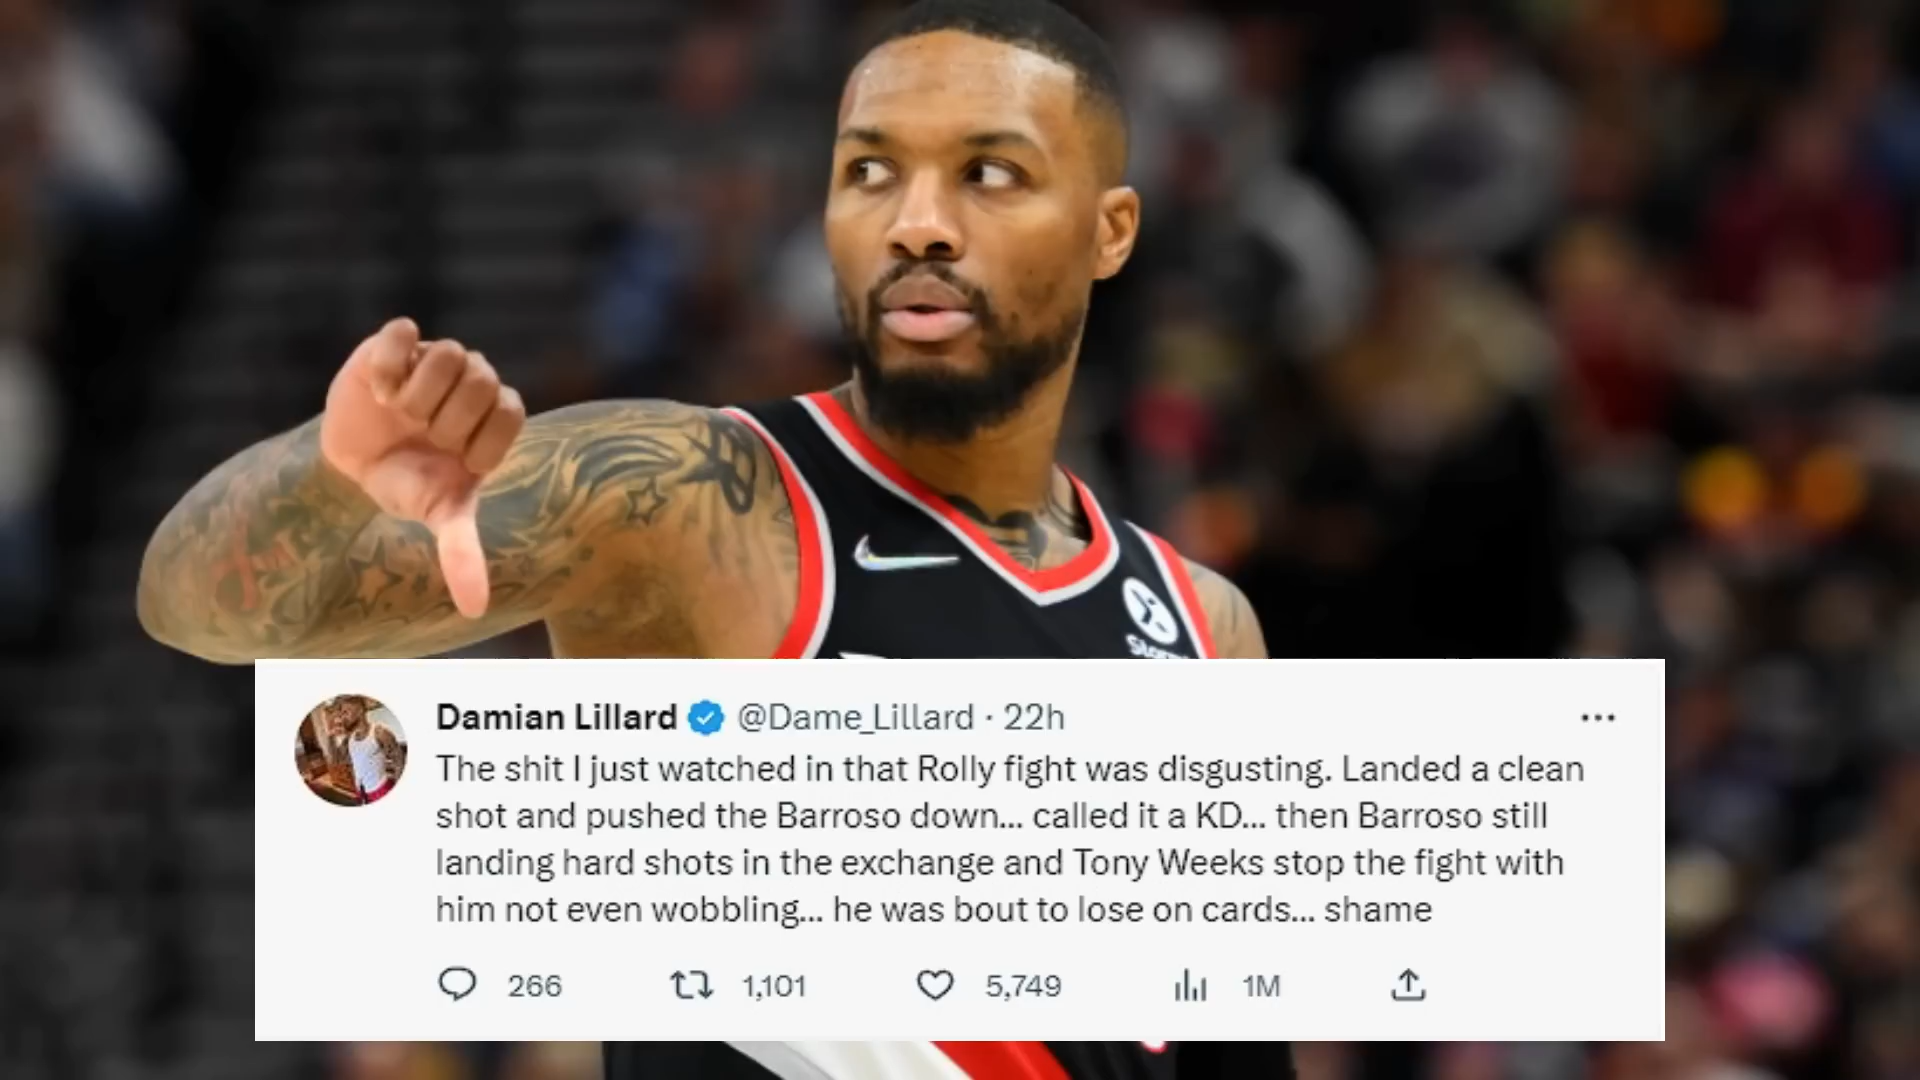 Storm
Damian Lillard @Dame_Lillard · 22h
The shit I just watched in that Rolly fight was disgusting. Landed a clean
shot and pushed the Barroso down... called it a KD... then Barroso still
landing hard shots in the exchange and Tony Weeks stop the fight with
him not even wobbling... he was bout to lose on cards... shame
266 1,101 5,749 1M